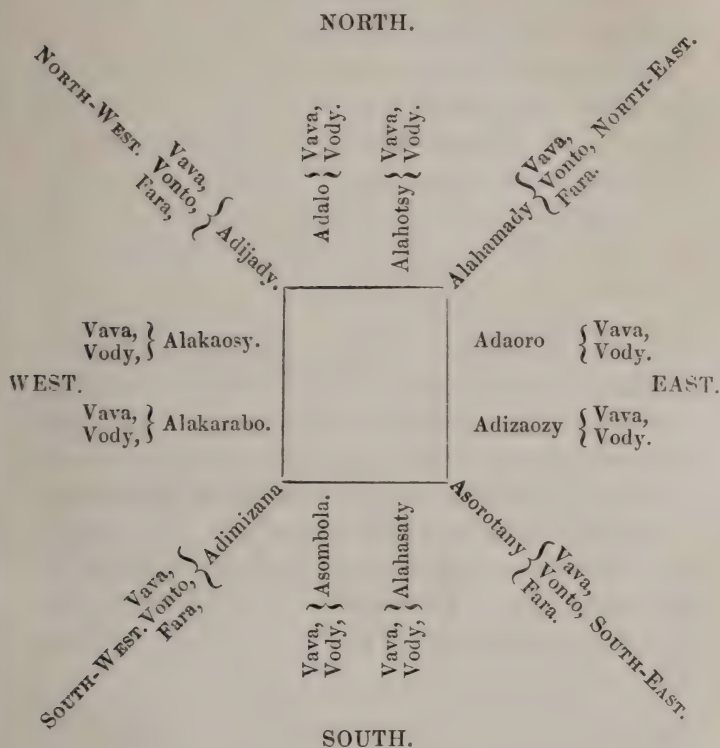 NORTH.
NORTH-WEST.
Vava,
Vonto,
Fara,
Adijady.
Adalo
Vava,
Vody.
Alahotsy
Vava,
Vody.
Alahamady
Vava,
Vonto,
Fara.
NORTH-EAST.
Vava,
Vody,
Alakaosy.
Adaoro
Vava,
Vody.
WEST.
EAST.
Vava,
Vody,
Alakarabo.
Adizaozy
Vava,
Vody.
SOUTH-WEST.
Vava,
Vonto,
Fara,
Adimizana
Vava,
Vody,
Asombola.
Vava,
Vody,
Alahasaty
Asorotany
Vava,
Vonto,
Fara.
SOUTH-EAST.
SOUTH.